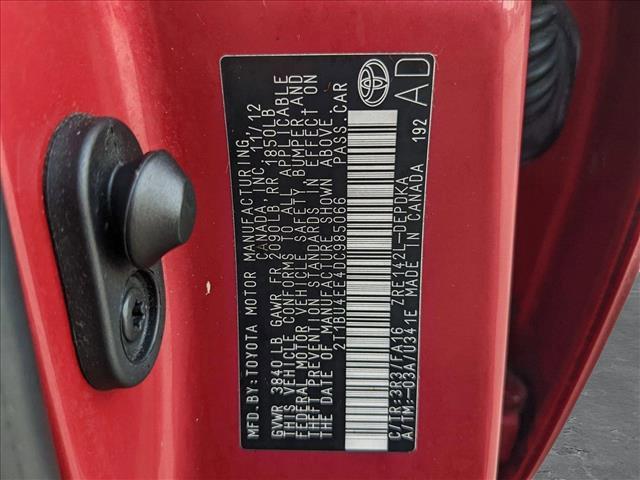 MFD. BY: TOYOTA MOTOR MANUFACTURING,
CANADA, INC. 11/12
GVWR 3840 LB GAWR FR 2090LB, RR 1850LB
THIS VEHICLE CONFORMS TO ALL APPLICABLE
FEDERAL MOTOR VEHICLE SAFETY, BUMPER, AND
THEFT PREVENTION STANDARDS IN EFFECT ON
THE DATE OF MANUFACTURE SHOWN ABOVE.
2T1BU4EE4DC985066 PASS. CAR
C/TR: 3R3/FA16 ZRE142L-DEPDKA
A/TM: -03A/U341E MADE IN CANADA 192
AD